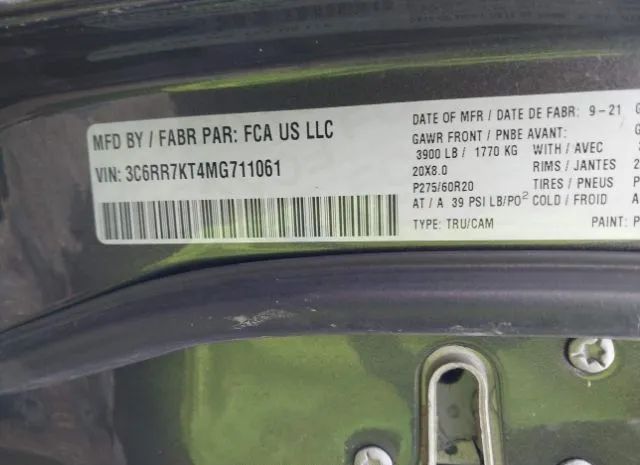 MFD BY / FABR PAR: FCA US LLC
VIN: 3C6RR7KT4MG711061
DATE OF MFR / DATE DE FABR: 9-21
GAWR FRONT / PNBE AVANT:
3900 LB / 1770 KG WITH / AVEC
20X8.0 RIMS / JANTES
P275/60R20 TIRES / PNEUS
AT / A 39 PSI LB/PO² COLD / FROID
TYPE: TRU/CAM PAINT: